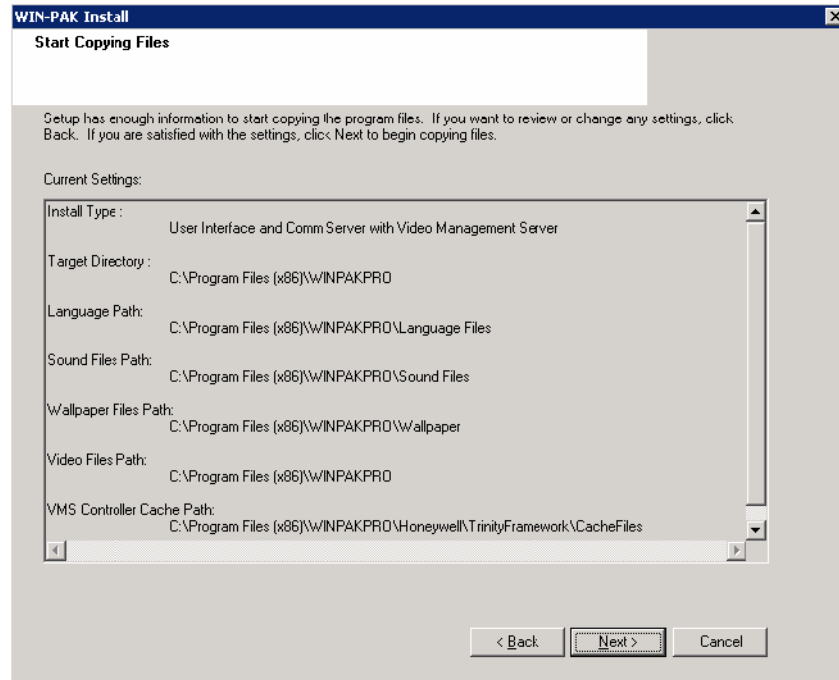 WIN-PAK Install
Start Copying Files
Setup has enough information to start copying the program files. If you want to review or change any settings, click
Back. If you are satisfied with the settings, click Next to begin copying files.
Current Settings:
Install Type :
User Interface and Comm Server with Video Management Server
Target Directory :
C:\Program Files (x86)\WINPAKPRO
Language Path:
C:\Program Files (x86)\WINPAKPRO\Language Files
Sound Files Path:
C:\Program Files (x86)\WINPAKPRO\Sound Files
Wallpaper Files Path:
C:\Program Files (x86)\WINPAKPRO\Wallpaper
Video Files Path:
C:\Program Files (x86)\WINPAKPRO
VMS Controller Cache Path:
C:\Program Files (x86)\WINPAKPRO\Honeywell\TrinityFramework\CacheFiles
< Back
Next >
Cancel